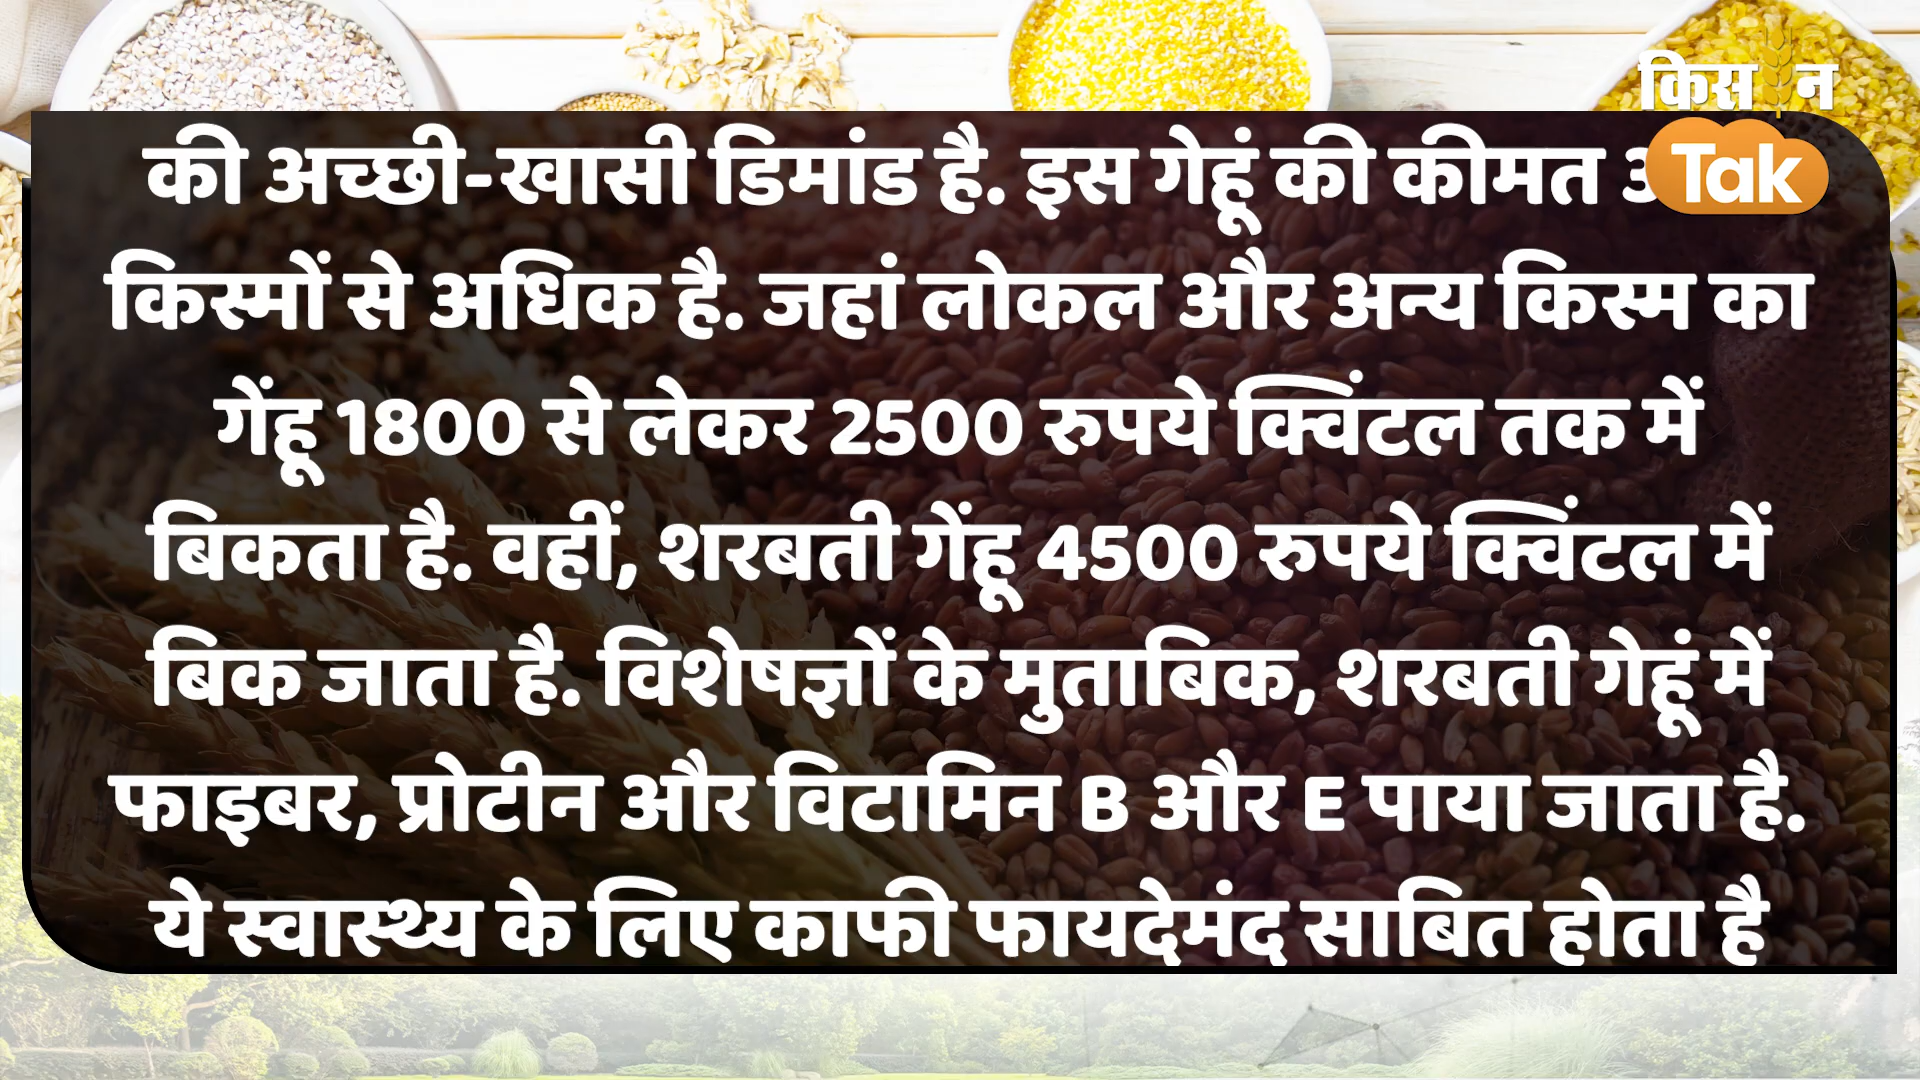 किसान
Tak
की अच्छी-खासी डिमांड है. इस गेहूं की कीमत
किस्मों से अधिक है. जहां लोकल और अन्य किस्म का
गेंहू 1800 से लेकर 2500 रुपये क्विंटल तक में
बिकता है. वहीं, शरबती गेंहू 4500 रुपये क्विंटल में
बिक जाता है. विशेषज्ञों के मुताबिक, शरबती गेहूं में
फाइबर, प्रोटीन और विटामिन B और E पाया जाता है.
ये स्वास्थ्य के लिए काफी फायदेमंद साबित होता है